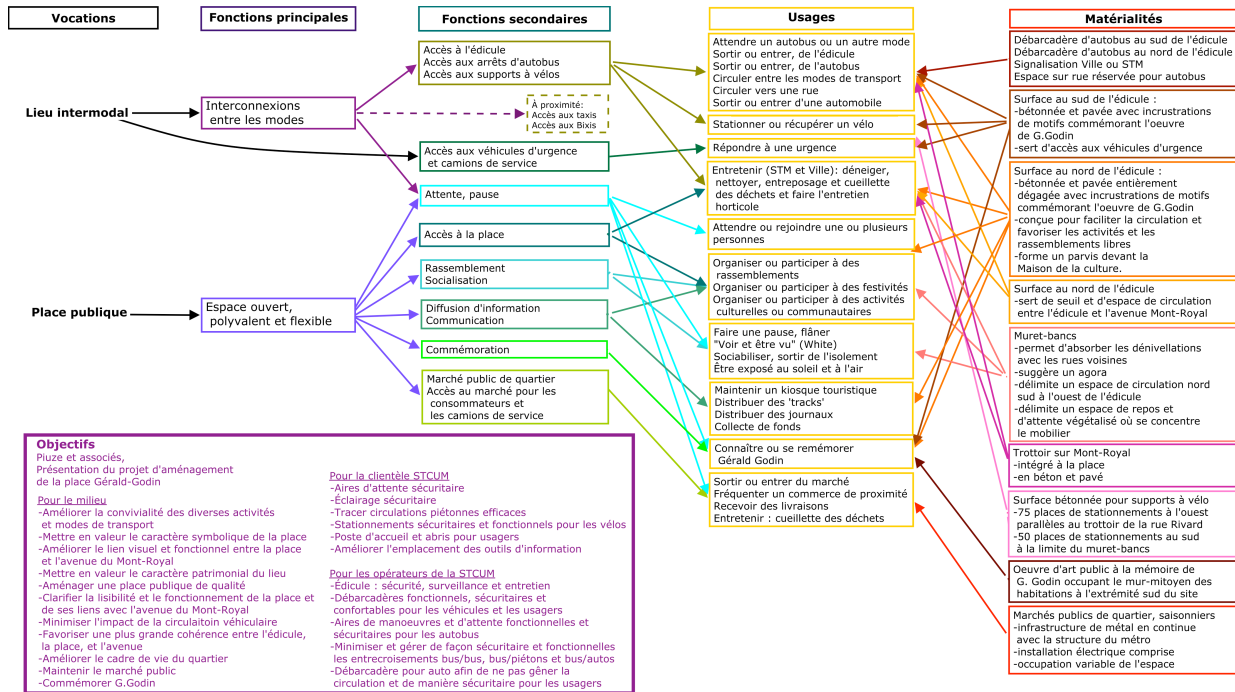 Vocations
Fonctions principales
Fonctions secondaires
Usages
Matérialités
Lieu intermodal
Place publique
Interconnexions
entre les modes
Espace ouvert,
polyvalent et flexible
Accès à l'édicule
Accès aux arrêts d'autobus
Accès aux supports à vélos
À proximité:
Accès aux taxis
Accès aux Bixis
Accès aux véhicules d'urgence
et camions de service
Attente, pause
Accès à la place
Rassemblement
Socialisation
Diffusion d'information
Communication
Commémoration
Marché public de quartier
Accès au marché pour les
consommateurs et
les camions de service
Attendre un autobus ou un autre mode
Sortir ou entrer, de l'édicule
Sortir ou entrer, de l'autobus
Circuler entre les modes de transport
Circuler vers une rue
Sortir ou entrer d'une automobile
Stationner ou récupérer un vélo
Répondre à une urgence
Entretenir (STM et Ville): déneiger,
nettoyer, entreposage et cueillette
des déchets et faire l'entretien
horticole
Attendre ou rejoindre une ou plusieurs
personnes
Organiser ou participer à des
rassemblements
Organiser ou participer à des festivités
Organiser ou participer à des activités
culturelles ou communautaires
Faire une pause, flâner
"Voir et être vu" (White)
Sociabiliser, sortir de l'isolement
Être exposé au soleil et à l'air
Maintenir un kiosque touristique
Distribuer des 'tracks'
Distribuer des journaux
Collecte de fonds
Connaître ou se remémorer
Gérald Godin
Sortir ou entrer du marché
Fréquenter un commerce de proximité
Recevoir des livraisons
Entretenir : cueillette des déchets
Débarcadère d'autobus au sud de l'édicule
Débarcadère d'autobus au nord de l'édicule
Signalisation Ville ou STM
Espace sur rue réservée pour autobus
Surface au sud de l'édicule :
-bétonnée et pavée avec incrustrations
de motifs commémorant l'oeuvre
de G.Godin
-sert d'accès aux véhicules d'urgence
Surface au nord de l'édicule :
-bétonnée et pavée entièrement
dégagée avec incrustrations de motifs
commémorant l'oeuvre de G.Godin
-conçue pour faciliter la circulation et
favoriser les activités et les
rassemblements libres
-forme un parvis devant la
Maison de la culture.
Surface au nord de l'édicule
-sert de seuil et d'espace de circulation
entre l'édicule et l'avenue Mont-Royal
Muret-bancs
-permet d'absorber les dénivellations
avec les rues voisines
-suggère un agora
-délimite un espace de circulation nord
sud à l'ouest de l'édicule
-délimite un espace de repos et
d'attente végétalisé où se concentre
le mobilier
Trottoir sur Mont-Royal
-intégré à la place
-en béton et pavé
Surface bétonnée pour supports à vélo
-75 places de stationnements à l'ouest
parallèles au trottoir de la rue Rivard
-50 places de stationnements au sud
à la limite du muret-bancs
Oeuvre d'art public à la mémoire de
G. Godin occupant le mur-mitoyen des
habitations à l'extrémité sud du site
Marchés publics de quartier, saisonniers
-infrastructure de métal en continue
avec la structure du métro
-installation électrique comprise
-occupation variable de l'espace
Objectifs
Piuze et associés,
Présentation du projet d'aménagement
de la place Gérald-Godin
Pour le milieu
-Améliorer la convivialité des diverses activités
et modes de transport
-Mettre en valeur le caractère symbolique de la place
-Améliorer le lien visuel et fonctionnel entre la place
et l'avenue du Mont-Royal
-Mettre en valeur le caractère patrimonial du lieu
-Aménager une place publique de qualité
-Clarifier la lisibilité et le fonctionnement de la place et
de ses liens avec l'avenue du Mont-Royal
-Minimiser l'impact de la circulaitoin véhiculaire
-Favoriser une plus grande cohérence entre l'édicule,
la place, et l'avenue
-Améliorer le cadre de vie du quartier
-Maintenir le marché public
-Commémorer G.Godin
Pour la clientèle STCUM
-Aires d'attente sécuritaire
-Éclairage sécuritaire
-Tracer circulations piétonnes efficaces
-Stationnements sécuritaires et fonctionnels pour les vélos
-Poste d'accueil et abris pour usagers
-Améliorer l'emplacement des outils d'information
Pour les opérateurs de la STCUM
-Édicule : sécurité, surveillance et entretien
-Débarcadères fonctionnels, sécuritaires et
confortables pour les véhicules et les usagers
-Aires de manoeuvres et d'attente fonctionnelles et
sécuritaires pour les autobus
-Minimiser et gérer de façon sécuritaire et fonctionnelles
les entrecroisements bus/bus, bus/piétons et bus/autos
-Débarcadère pour auto afin de ne pas gêner la
circulation et de manière sécuritaire pour les usagers